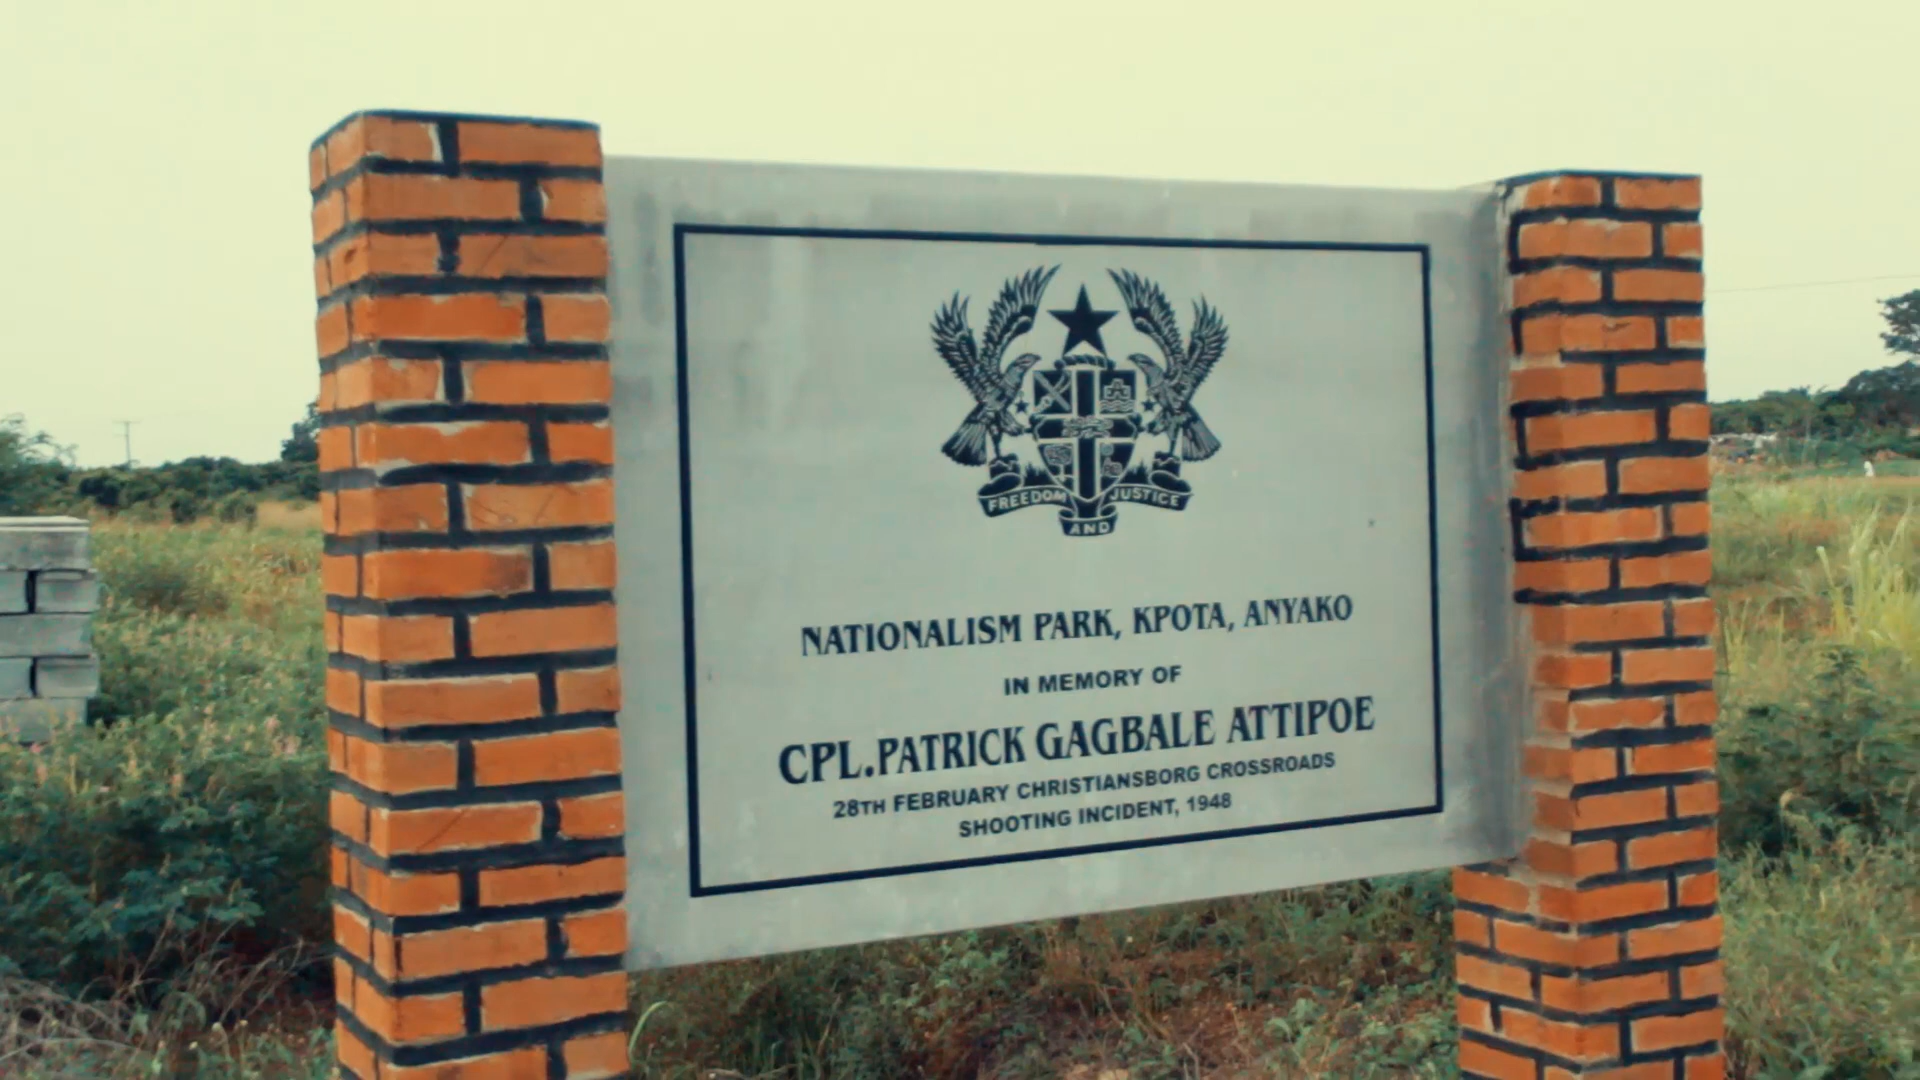 FREEDOM AND JUSTICE
NATIONALISM PARK, KPOTA, ANYAKO
IN MEMORY OF
CPL.PATRICK GAGBALE ATTIPOE
28TH FEBRUARY CHRISTIANSBORG CROSSROADS
SHOOTING INCIDENT, 1948